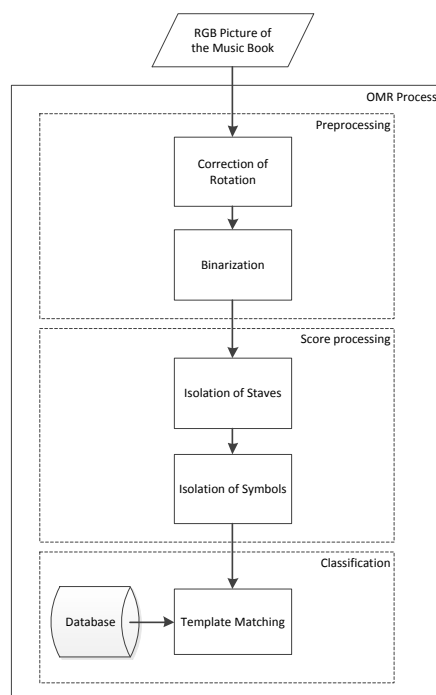 RGB Picture of
the Music Book
OMR Process
Preprocessing
Correction of
Rotation
Binarization
Score processing
Isolation of Staves
Isolation of Symbols
Classification
Database
Template Matching